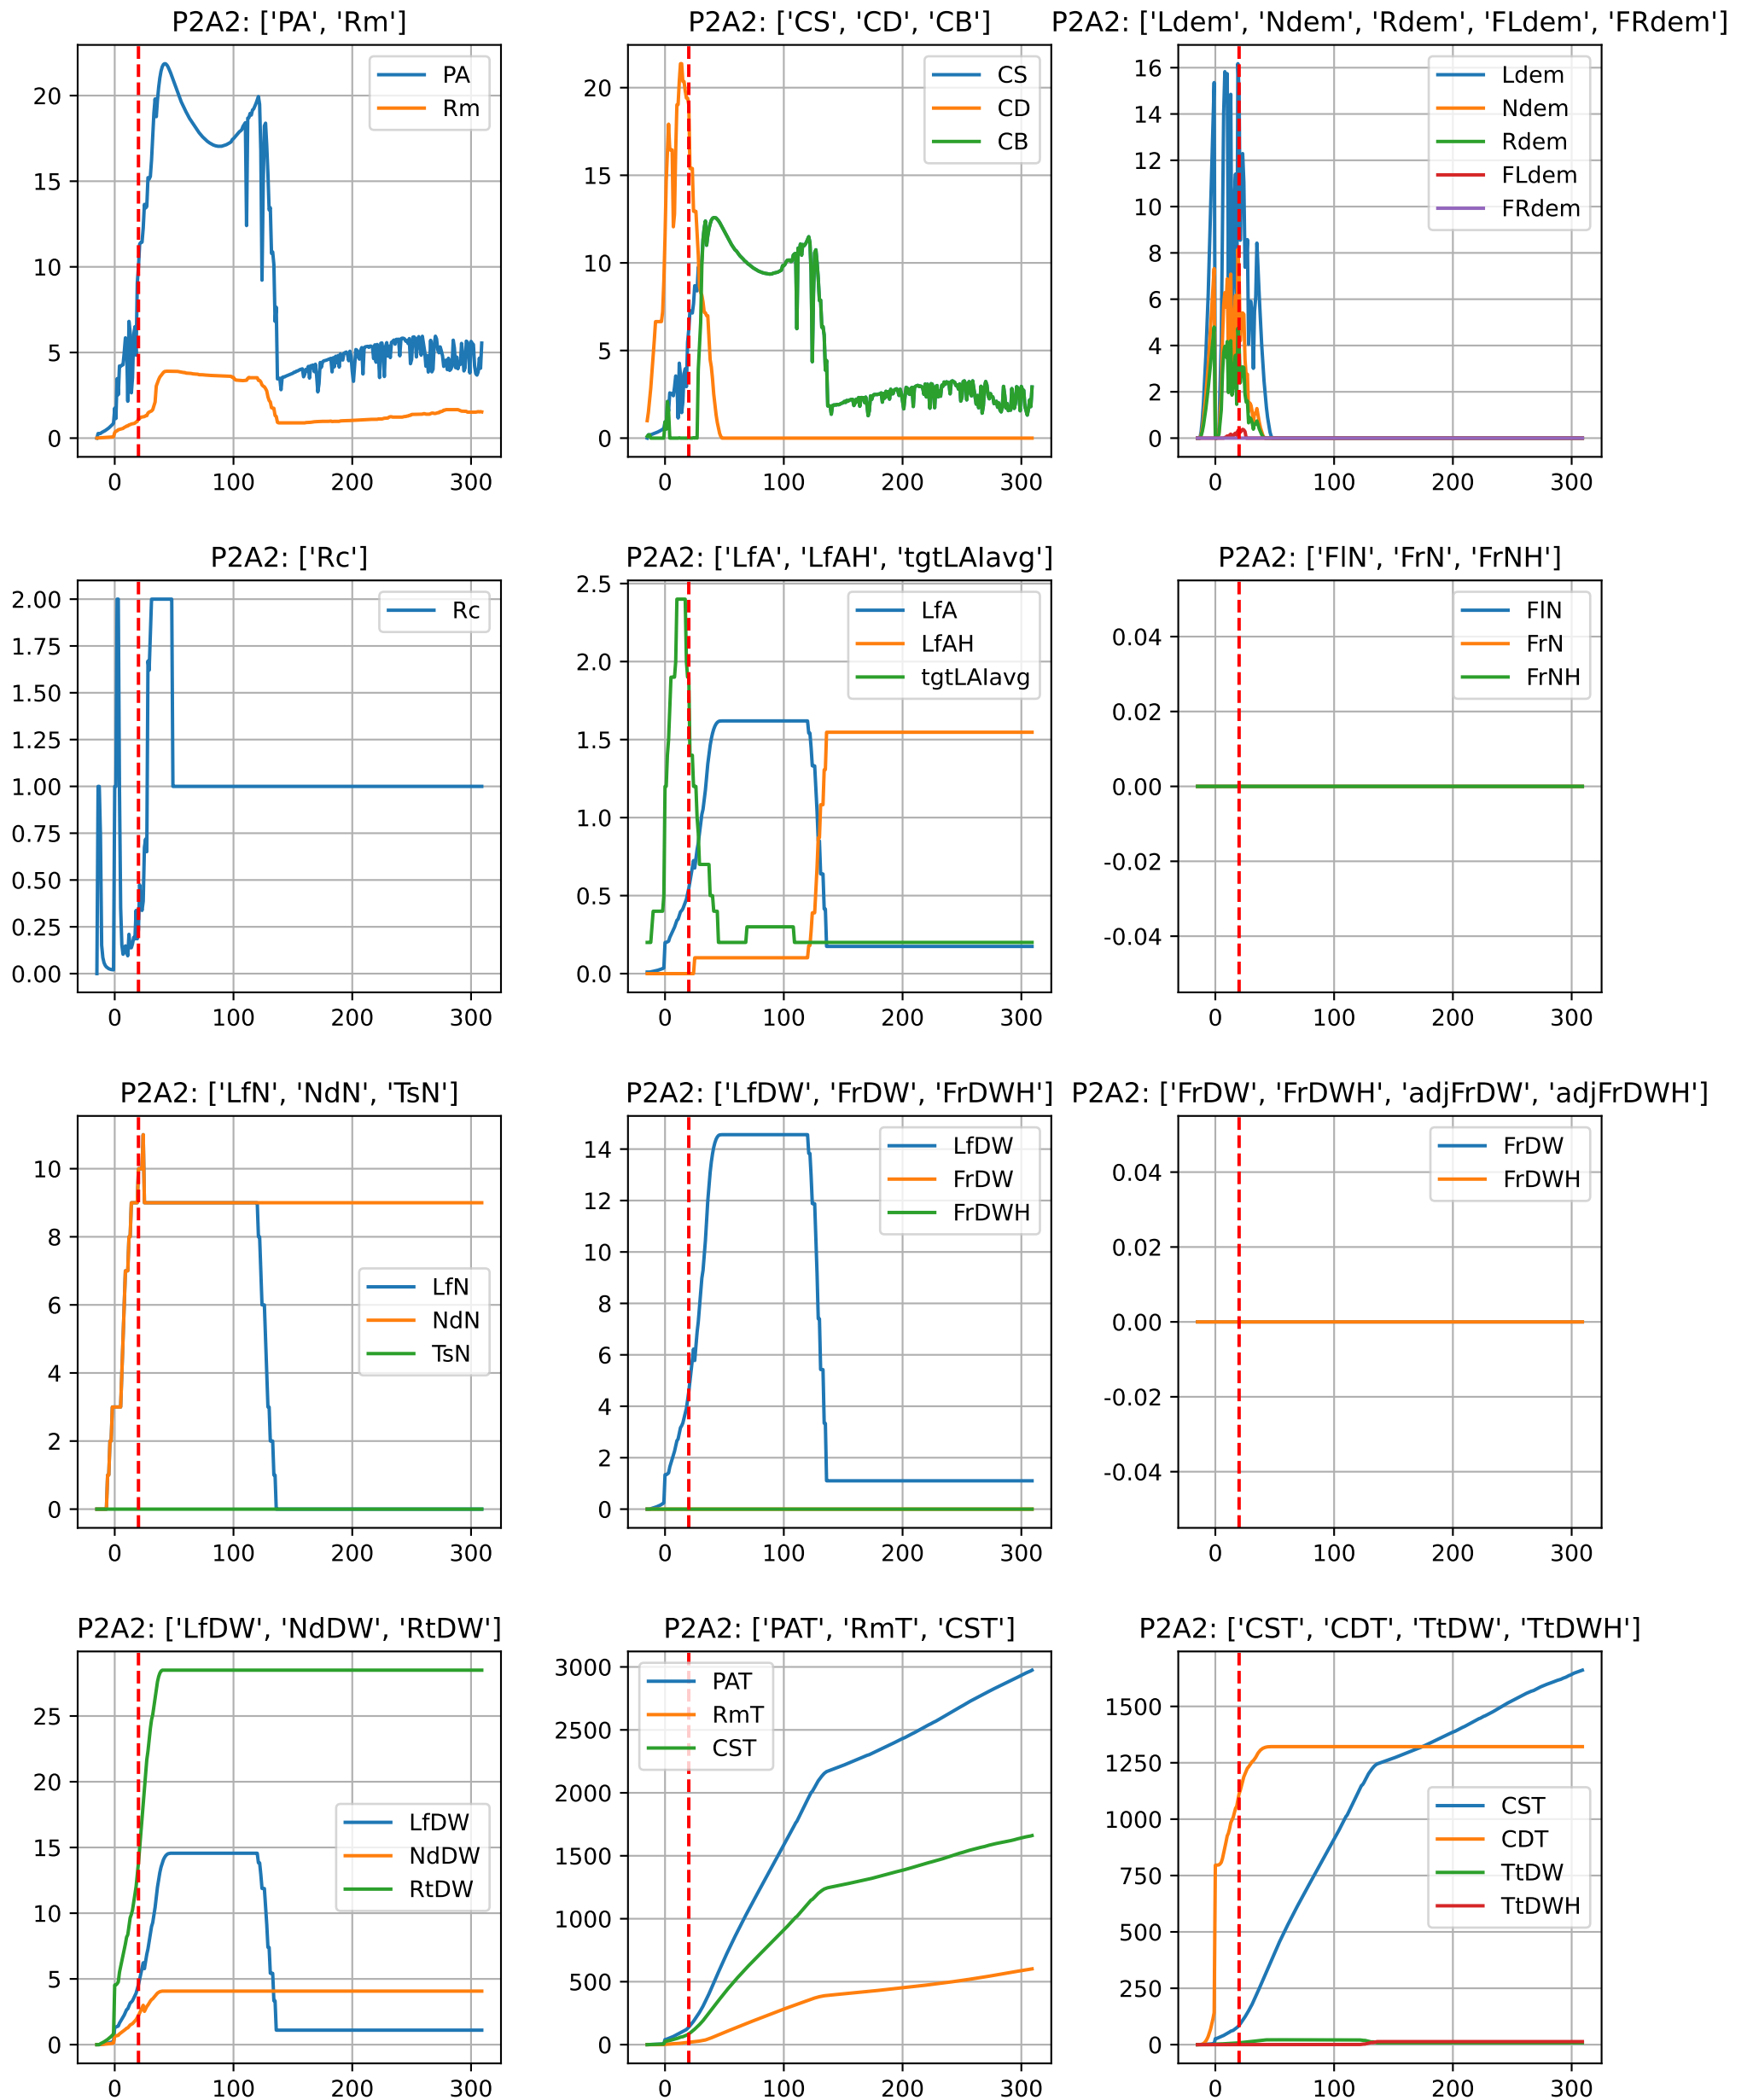 P2A2: ['PA', 'Rm']
PA
Rm
20
15
10
5
0
0 100 200 300
P2A2: ['CS', 'CD', 'CB']
CS
CD
CB
20
15
10
5
0
0 100 200 300
P2A2: ['Ldem', 'Ndem', 'Rdem', 'FLdem', 'FRdem']
Ldem
Ndem
Rdem
FLdem
FRdem
16
14
12
10
8
6
4
2
0
0 100 200 300
P2A2: ['Rc']
Rc
2.00
1.75
1.50
1.25
1.00
0.75
0.50
0.25
0.00
0 100 200 300
P2A2: ['LfA', 'LfAH', 'tgtLAIavg']
LfA
LfAH
tgtLAIavg
2.5
2.0
1.5
1.0
0.5
0.0
0 100 200 300
P2A2: ['FlN', 'FrN', 'FrNH']
FlN
FrN
FrNH
0.04
0.02
0.00
-0.02
-0.04
0 100 200 300
P2A2: ['LfN', 'NdN', 'TsN']
LfN
NdN
TsN
10
8
6
4
2
0
0 100 200 300
P2A2: ['LfDW', 'FrDW', 'FrDWH']
LfDW
FrDW
FrDWH
14
12
10
8
6
4
2
0
0 100 200 300
P2A2: ['FrDW', 'FrDWH', 'adjFrDW', 'adjFrDWH']
FrDW
FrDWH
0.04
0.02
0.00
-0.02
-0.04
0 100 200 300
P2A2: ['LfDW', 'NdDW', 'RtDW']
LfDW
NdDW
RtDW
25
20
15
10
5
0
0 100 200 300
P2A2: ['PAT', 'RmT', 'CST']
PAT
RmT
CST
3000
2500
2000
1500
1000
500
0
0 100 200 300
P2A2: ['CST', 'CDT', 'TtDW', 'TtDWH']
CST
CDT
TtDW
TtDWH
1500
1250
1000
750
500
250
0
0 100 200 300